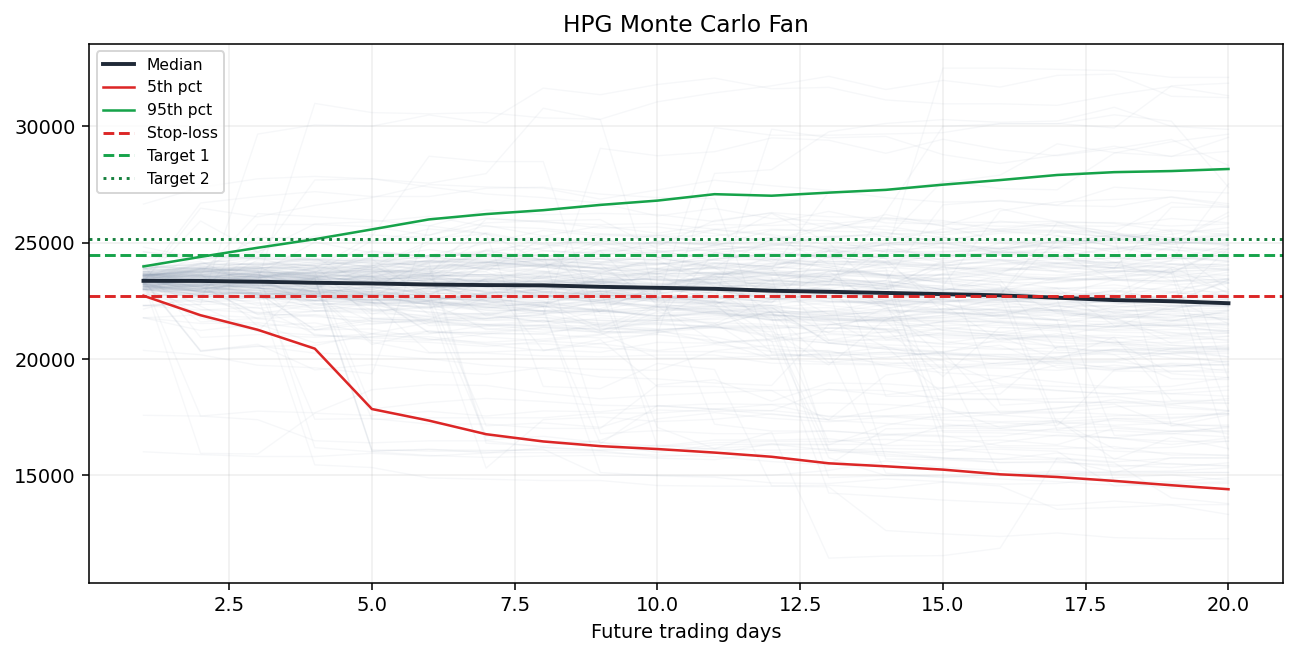 HPG Monte Carlo Fan
Median
5th pct
95th pct
Stop-loss
Target 1
Target 2
30000
25000
20000
15000
2.5 5.0 7.5 10.0 12.5 15.0 17.5 20.0
Future trading days